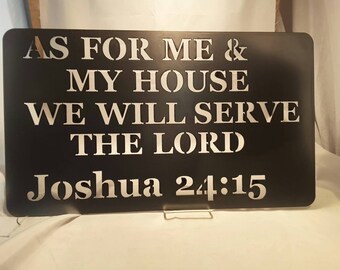 AS FOR ME &
MY HOUSE
WE WILL SERVE
THE LORD
Joshua 24:15